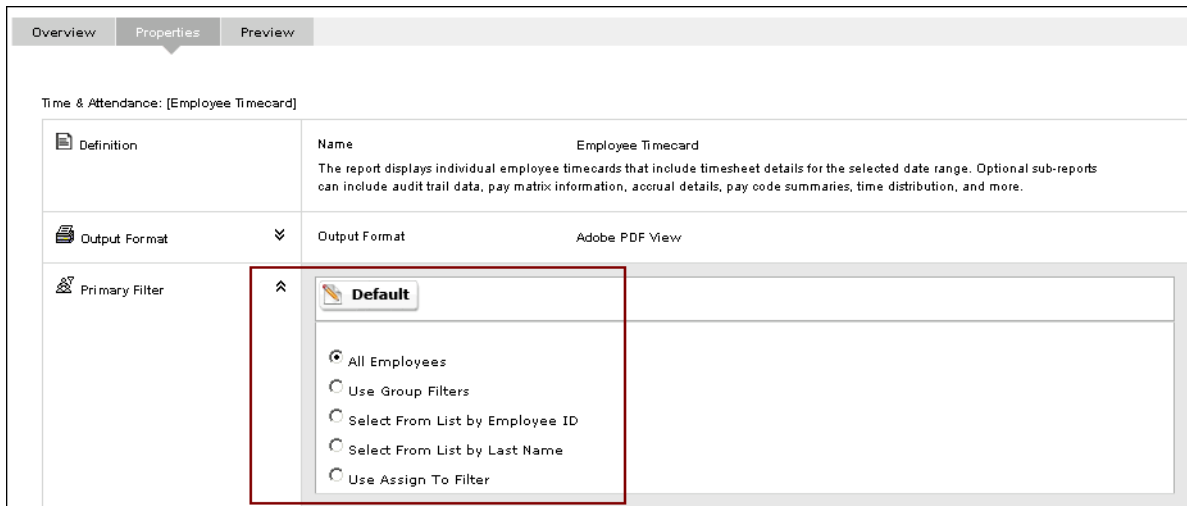 Overview Properties Preview
Time & Attendance: [Employee Timecard]
Definition
Name Employee Timecard
The report displays individual employee timecards that include timesheet details for the selected date range. Optional sub-reports
can include audit trail data, pay matrix information, accrual details, pay code summaries, time distribution, and more.
Output Format
Output Format Adobe PDF View
Primary Filter
Default
All Employees
Use Group Filters
Select From List by Employee ID
Select From List by Last Name
Use Assign To Filter